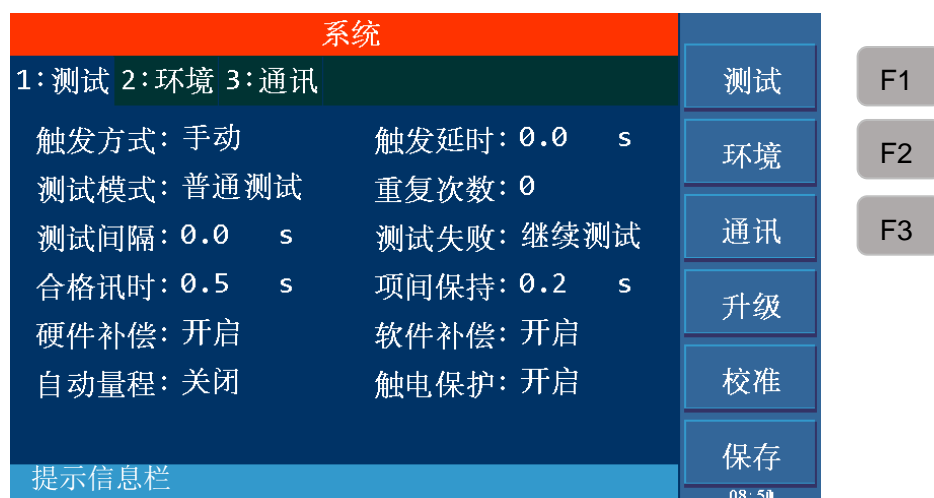 系统
1:测试 2:环境 3:通讯
触发方式: 手动 触发延时: 0.0 s
测试模式: 普通测试 重复次数: 0
测试间隔: 0.0 s 测试失败: 继续测试
合格讯时: 0.5 s 项间保持: 0.2 s
硬件补偿: 开启 软件补偿: 开启
自动量程: 关闭 触电保护: 开启
提示信息栏
测试
环境
通讯
升级
校准
保存
08:50
F1
F2
F3